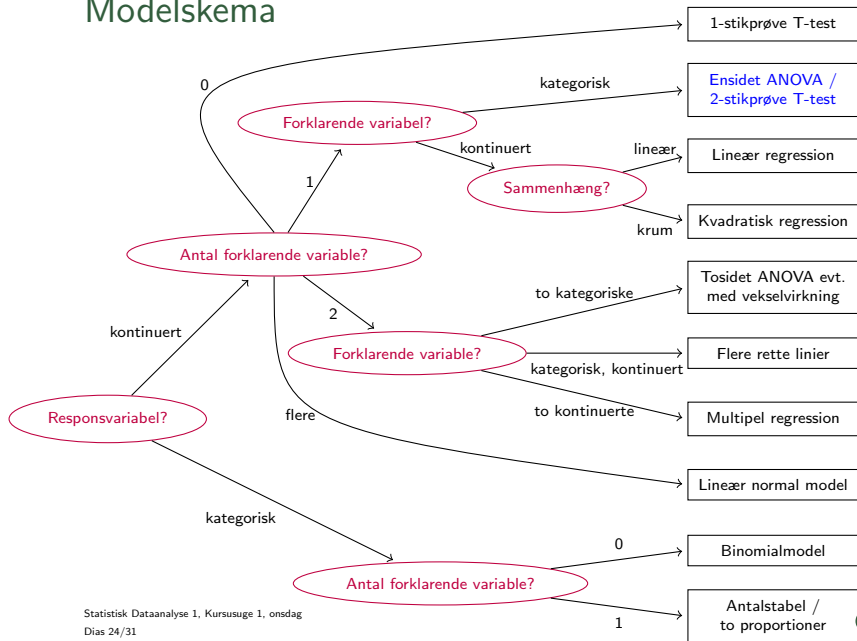 Modelskema
1-stikprøve T-test
0
kategorisk
Ensidet ANOVA /
2-stikprøve T-test
Forklarende variabel?
kontinuert
lineær
Lineær regression
1
Sammenhæng?
krum
Kvadratisk regression
Antal forklarende variable?
to kategoriske
Tosidet ANOVA evt.
med vekselvirkning
2
kontinuert
Forklarende variable?
kategorisk, kontinuert
Flere rette linier
to kontinuerte
Multipel regression
Responsvariabel?
flere
Lineær normal model
kategorisk
0
Binomialmodel
Antal forklarende variable?
1
Antalstabel /
to proportioner
Statistisk Dataanalyse 1, Kursusuge 1, onsdag
Dias 24/31